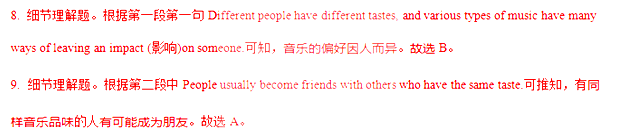 8. 细节理解题。根据第一段第一句 Different people have different tastes, and various types of music have many
ways of leaving an impact (影响)on someone.可知，音乐的偏好因人而异。故选 B。
9. 细节理解题。根据第二段中 People usually become friends with others who have the same taste.可推知，有同
样音乐品味的人有可能成为朋友。故选 A。